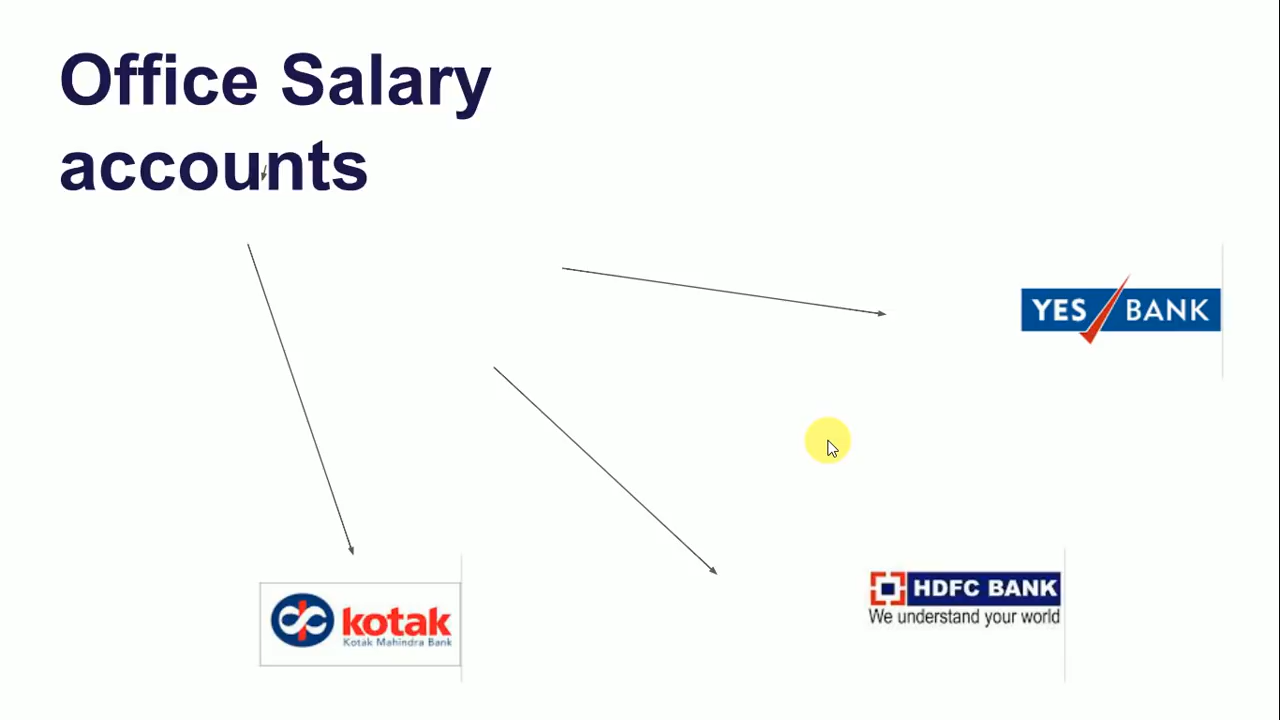 Office Salary
accounts
YES BANK
HDFC BANK
We understand your world
kotak
Kotak Mahindra Bank